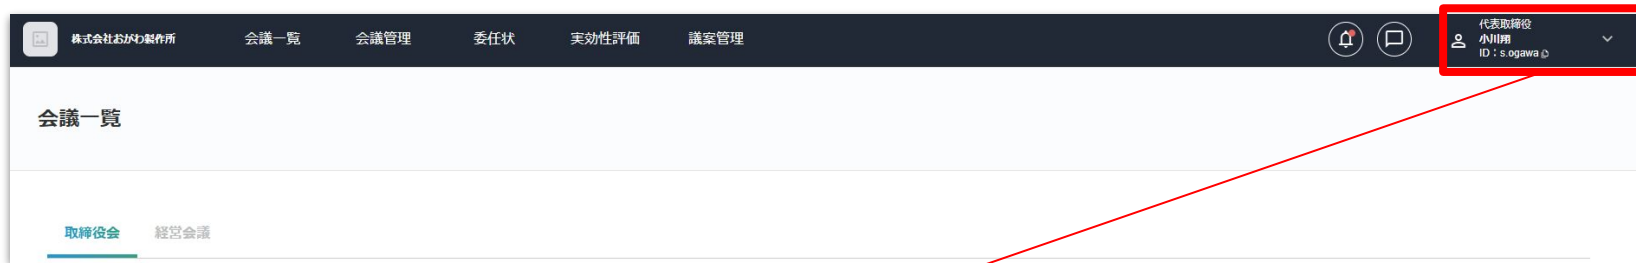 株式会社おがわ製作所 会議一覧 会議管理 委任状 実効性評価 議案管理
代表取締役
小川翔
ID：s.ogawa
会議一覧
取締役会 経営会議